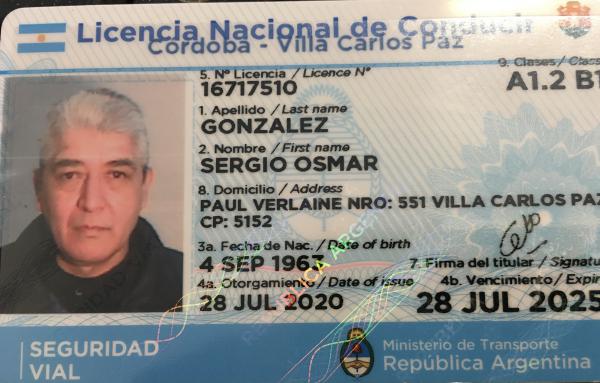 Licencia Nacional de Conducir
Córdoba - Villa Carlos Paz
5. Nº Licencia / Licence Nº
9. Clases / Class
16717510
A1.2 B1
1. Apellido / Last name
GONZALEZ
2. Nombre / First name
SERGIO OSMAR
8. Domicilio / Address
PAUL VERLAINE NRO: 551 VILLA CARLOS PAZ
CP: 5152
3a. Fecha de Nac. / Date of birth
4 SEP 1963
7. Firma del titular / Signatu
4a. Otorgamiento / Date of issue
4b. Vencimiento / Expir
28 JUL 2020
28 JUL 2025
REPÚBLICA ARGENTINA
SEGURIDAD
VIAL
Ministerio de Transporte
República Argentina